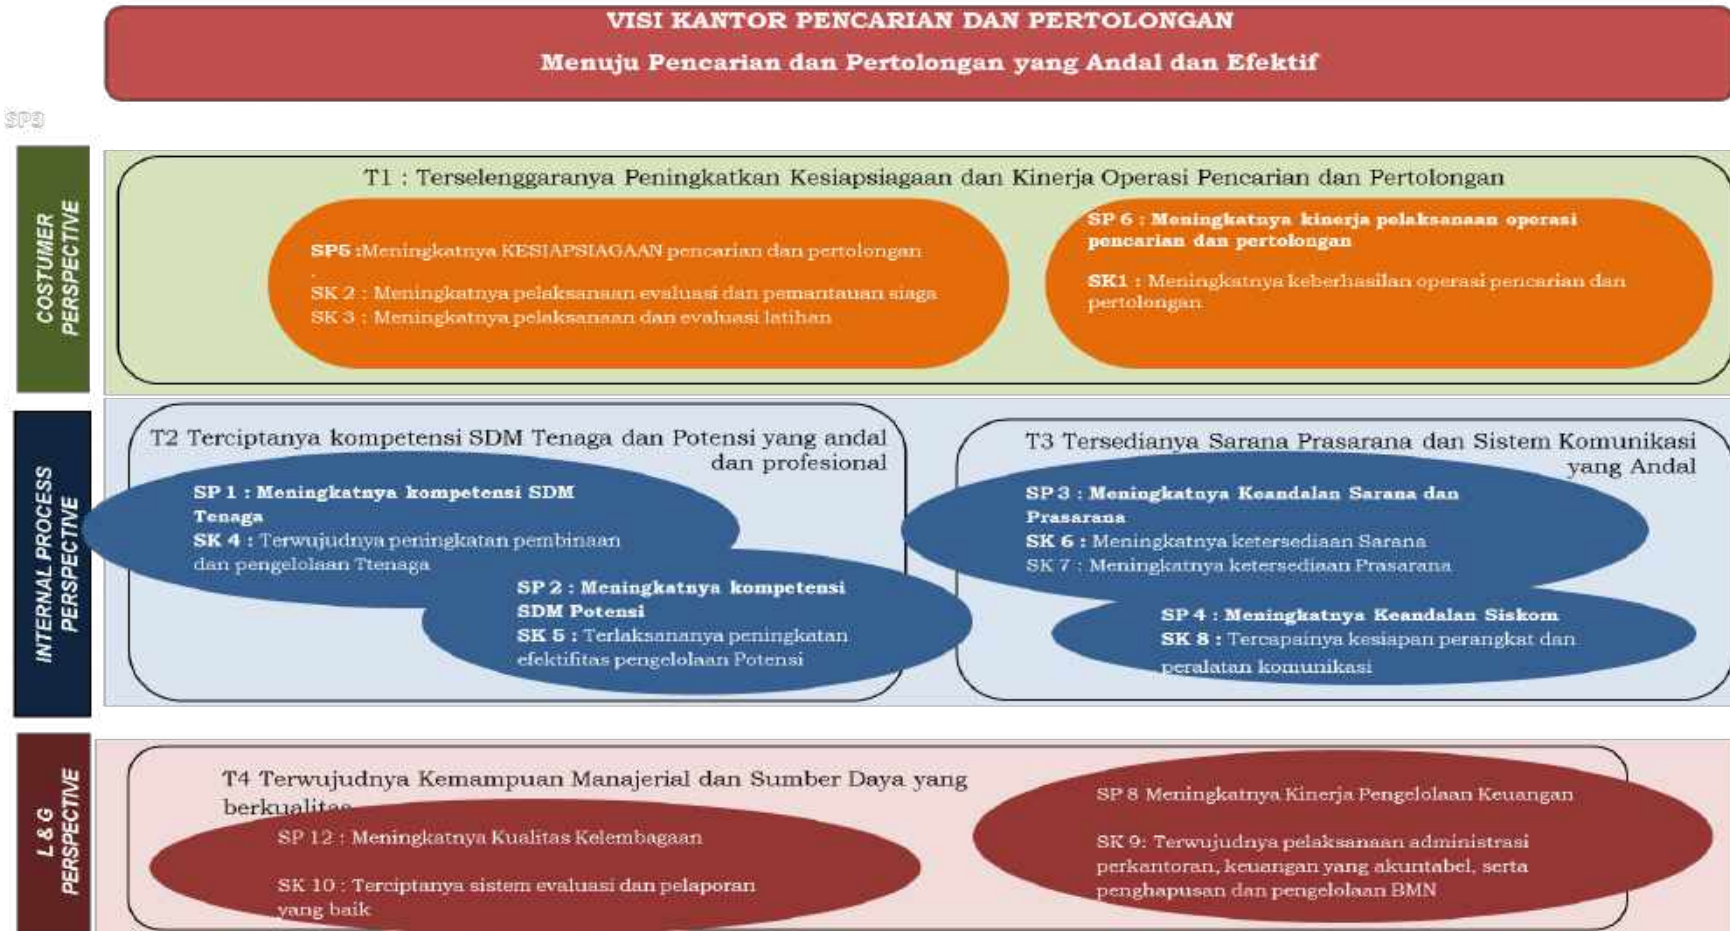 VISI KANTOR PENCARIAN DAN PERTOLONGAN
Menuju Pencarian dan Pertolongan yang Andal dan Efektif
SP3
COSTUMER
PERSPECTIVE
T1 : Terselenggaranya Peningkatkan Kesiapsiagaan dan Kinerja Operasi Pencarian dan Pertolongan
SP5 :Meningkatnya KESIAPSIAGAAN pencarian dan pertolongan
.
SK 2 : Meningkatnya pelaksanaan evaluasi dan pemantauan siaga
SK 3 : Meningkatnya pelaksanaan dan evaluasi latihan
SP 6 : Meningkatnya kinerja pelaksanaan operasi
pencarian dan pertolongan
SK1 : Meningkatnya keberhasilan operasi pencarian dan
pertolongan
INTERNAL PROCESS
PERSPECTIVE
T2 Terciptanya kompetensi SDM Tenaga dan Potensi yang andal
dan profesional
SP 1 : Meningkatnya kompetensi SDM
Tenaga
SK 4 : Terwujudnya peningkatan pembinaan
dan pengelolaan Ttenaga
SP 2 : Meningkatnya kompetensi
SDM Potensi
SK 5 : Terlaksananya peningkatan
efektifitas pengelolaan Potensi
T3 Tersedianya Sarana Prasarana dan Sistem Komunikasi
yang Andal
SP 3 : Meningkatnya Keandalan Sarana dan
Prasarana
SK 6 : Meningkatnya ketersediaan Sarana
SK 7 : Meningkatnya ketersediaan Prasarana
SP 4 : Meningkatnya Keandalan Siskom
SK 8 : Tercapainya kesiapan perangkat dan
peralatan komunikasi
L & G
PERSPECTIVE
T4 Terwujudnya Kemampuan Manajerial dan Sumber Daya yang
berkualitas
SP 12 : Meningkatnya Kualitas Kelembagaan
SK 10 : Terciptanya sistem evaluasi dan pelaporan
yang baik
SP 8 Meningkatnya Kinerja Pengelolaan Keuangan
SK 9: Terwujudnya pelaksanaan administrasi
perkantoran, keuangan yang akuntabel, serta
penghapusan dan pengelolaan BMN